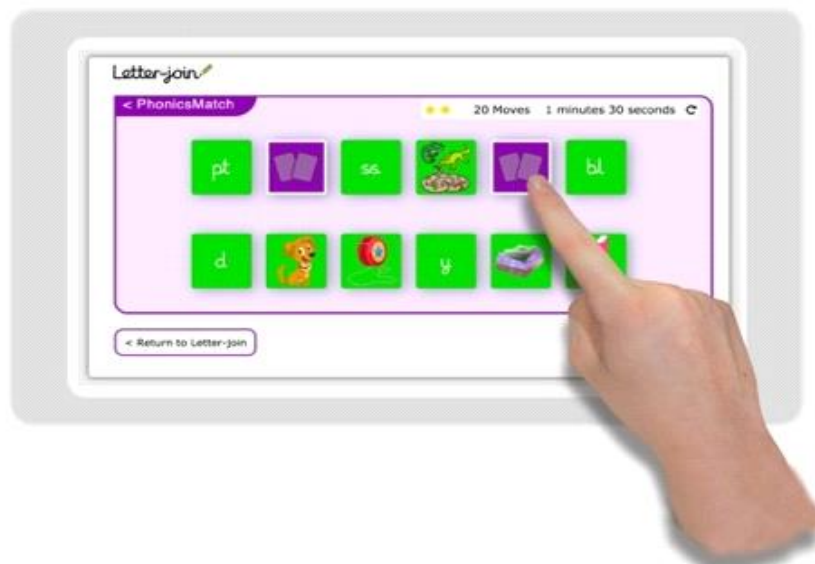 Letter-join
< PhonicsMatch
20 Moves 1 minutes 30 seconds
pt ss bl
d y
< Return to Letter-join